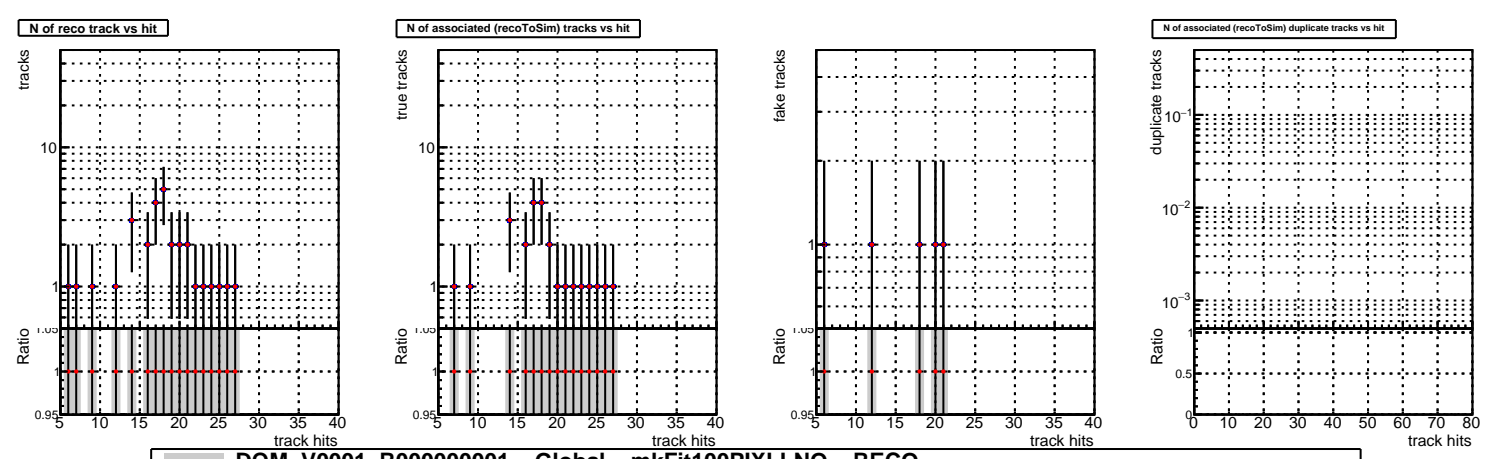 N of reco track vs hit
N of associated (recoToSim) tracks vs hit
N of associated (recoToSim) duplicate tracks vs hit
tracks
10
1
Ratio
1.05
1
0.95
5 10 15 20 25 30 35 40
track hits
true tracks
10
1
Ratio
1.05
1
0.95
5 10 15 20 25 30 35 40
track hits
fake tracks
1
Ratio
1.05
1
0.95
5 10 15 20 25 30 35 40
track hits
duplicate tracks
10⁻¹
10⁻²
10⁻³
Ratio
1
0.5
0
0 10 20 30 40 50 60 70 80
track hits